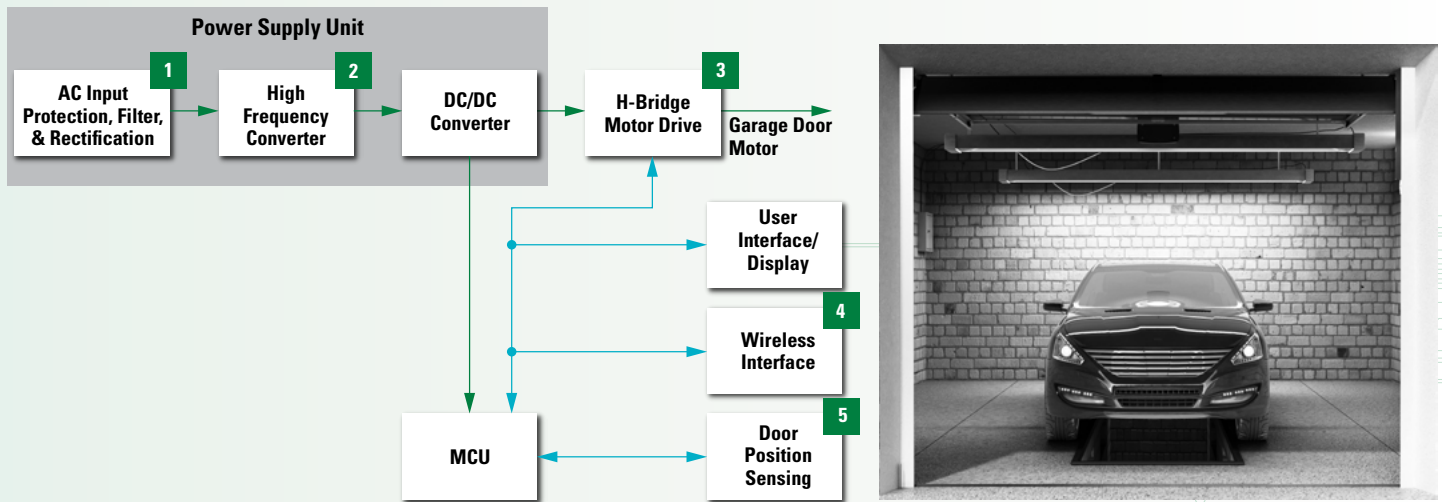 Power Supply Unit
1
AC Input
Protection, Filter,
& Rectification
2
High
Frequency
Converter
DC/DC
Converter
3
H-Bridge
Motor Drive
Garage Door
Motor
User
Interface/
Display
4
Wireless
Interface
MCU
5
Door
Position
Sensing